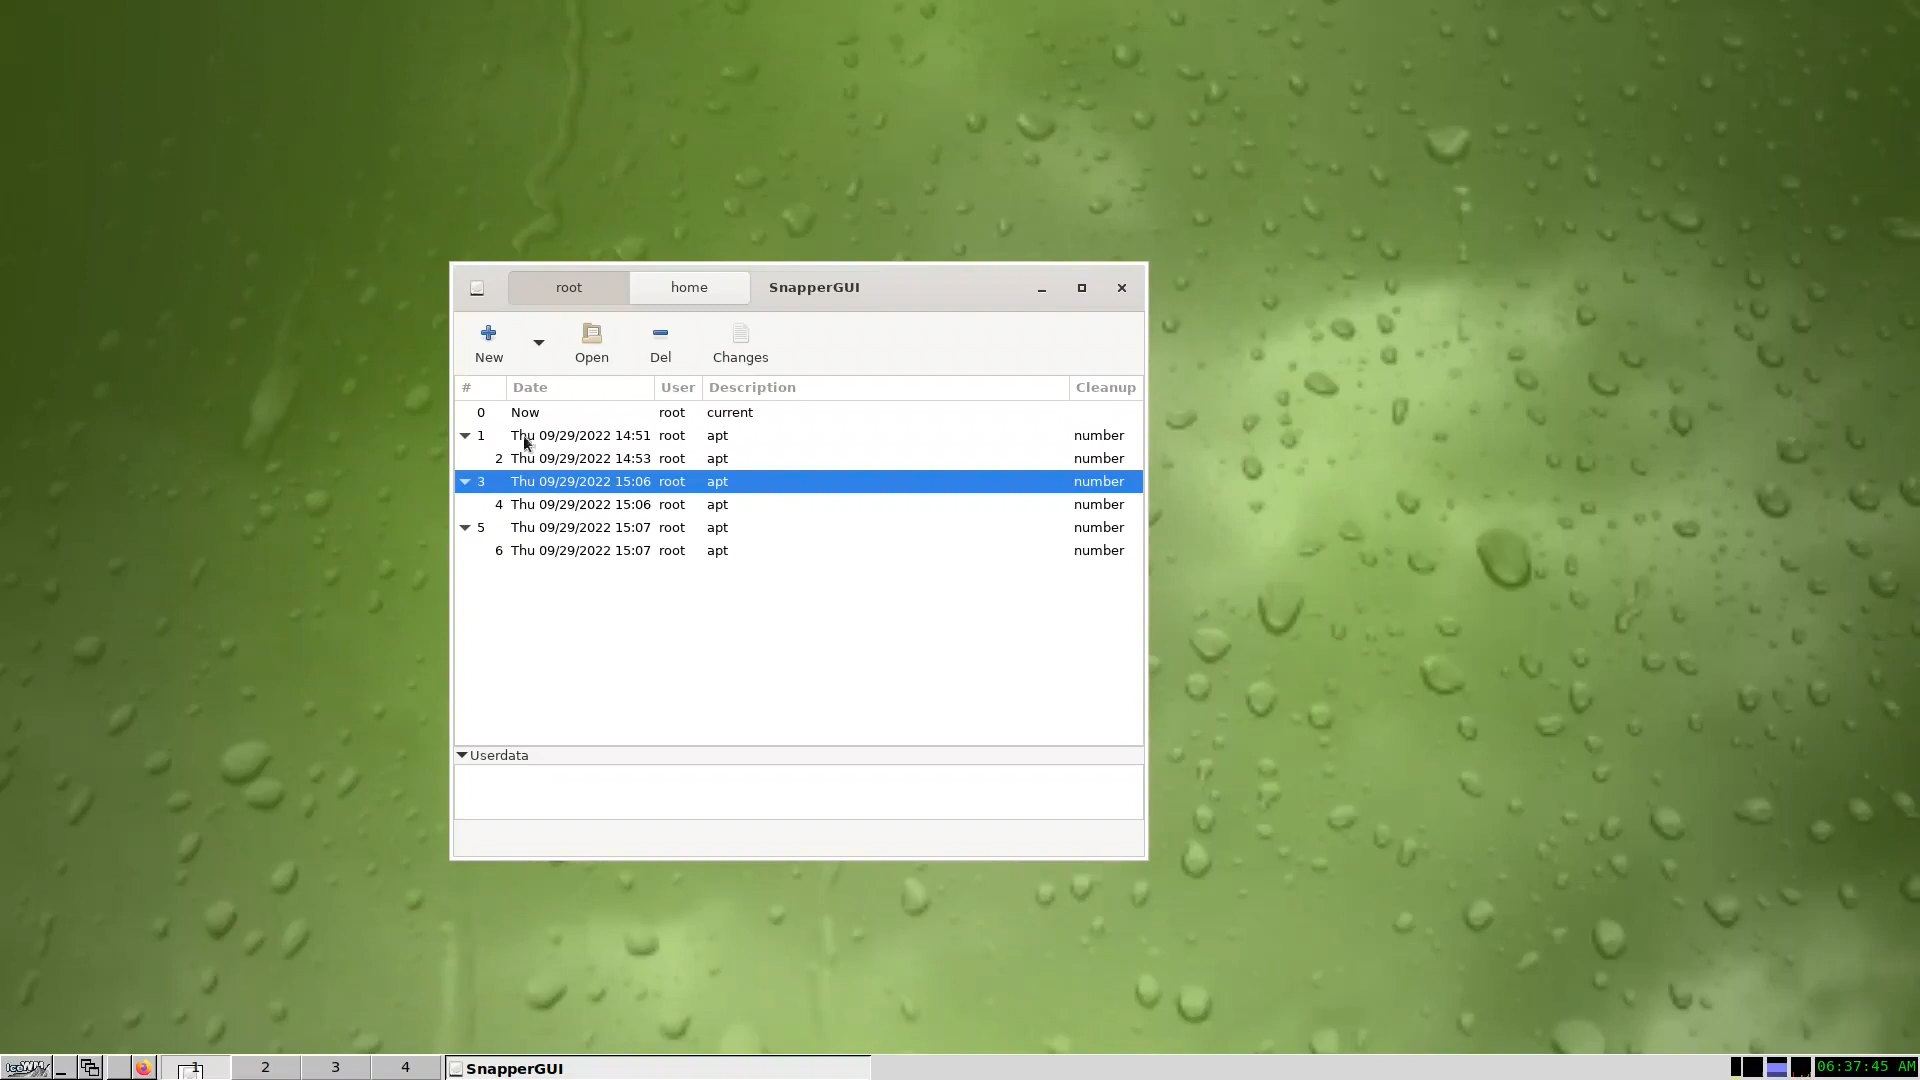 root home SnapperGUI
New Open Del Changes
# Date User Description Cleanup
0 Now root current
1 Thu 09/29/2022 14:51 root apt number
2 Thu 09/29/2022 14:53 root apt number
3 Thu 09/29/2022 15:06 root apt number
4 Thu 09/29/2022 15:06 root apt number
5 Thu 09/29/2022 15:07 root apt number
6 Thu 09/29/2022 15:07 root apt number
Userdata
IceWM 1 2 3 4 SnapperGUI 06:37:45 AM